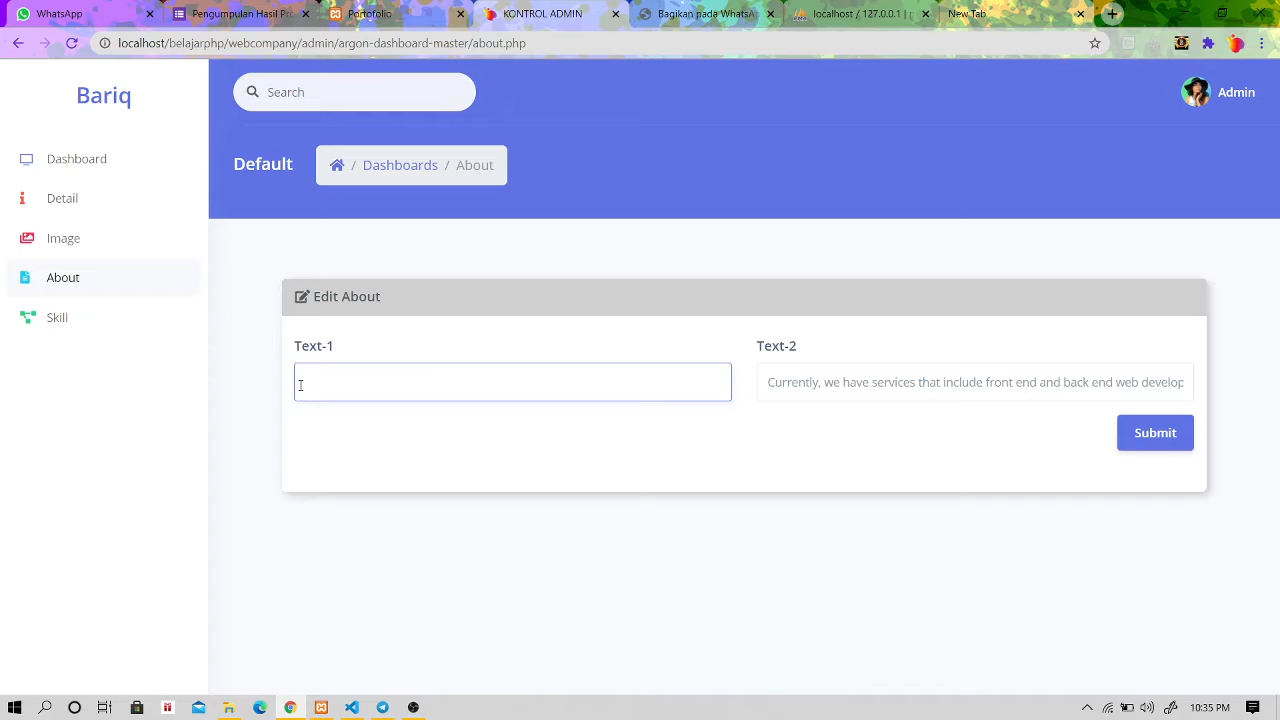 WhatsApp
Pengumpulan Hasil Pro
Portofolio
KONTROL ADMIN
Bagikan pada WhatsA
localhost / 127.0.0.1 | p
New Tab
localhost/belajarphp/webcompany/admin/argon-dashboard-master/about.php
Bariq
Search
Admin
Dashboard
Default
/ Dashboards / About
Detail
Image
About
Skill
Edit About
Text-1
Text-2
Currently, we have services that include front end and back end web develop
Submit
10:35 PM